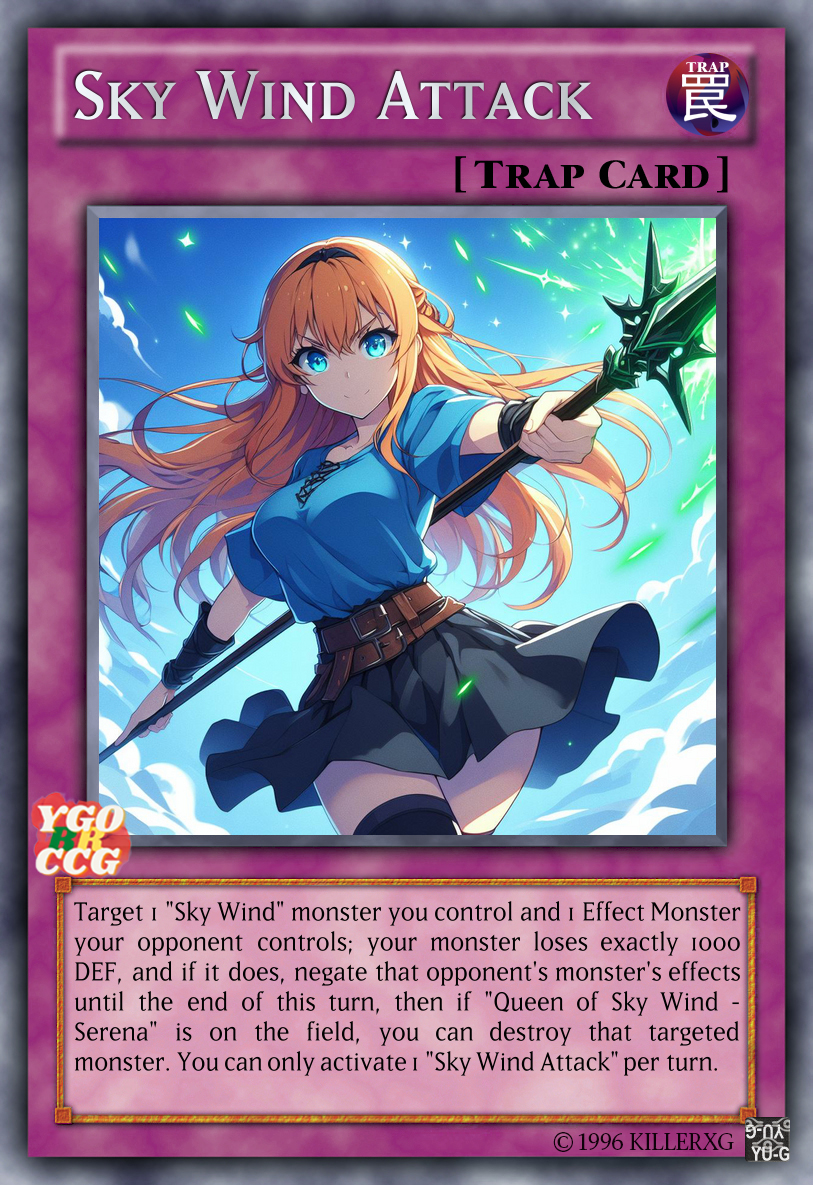 Sky Wind Attack
TRAP
罠
[Trap Card]
YGO
BR
CCG
Target 1 "Sky Wind" monster you control and 1 Effect Monster
your opponent controls; your monster loses exactly 1000
DEF, and if it does, negate that opponent's monster's effects
until the end of this turn, then if "Queen of Sky Wind -
Serena" is on the field, you can destroy that targeted
monster. You can only activate 1 "Sky Wind Attack" per turn.
© 1996 KILLERXG
YU-G
YU-G